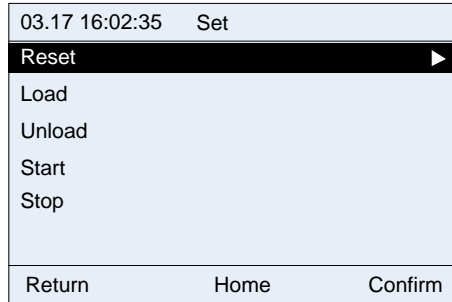 03.17 16:02:35 Set
Reset
Load
Unload
Start
Stop
Return Home Confirm